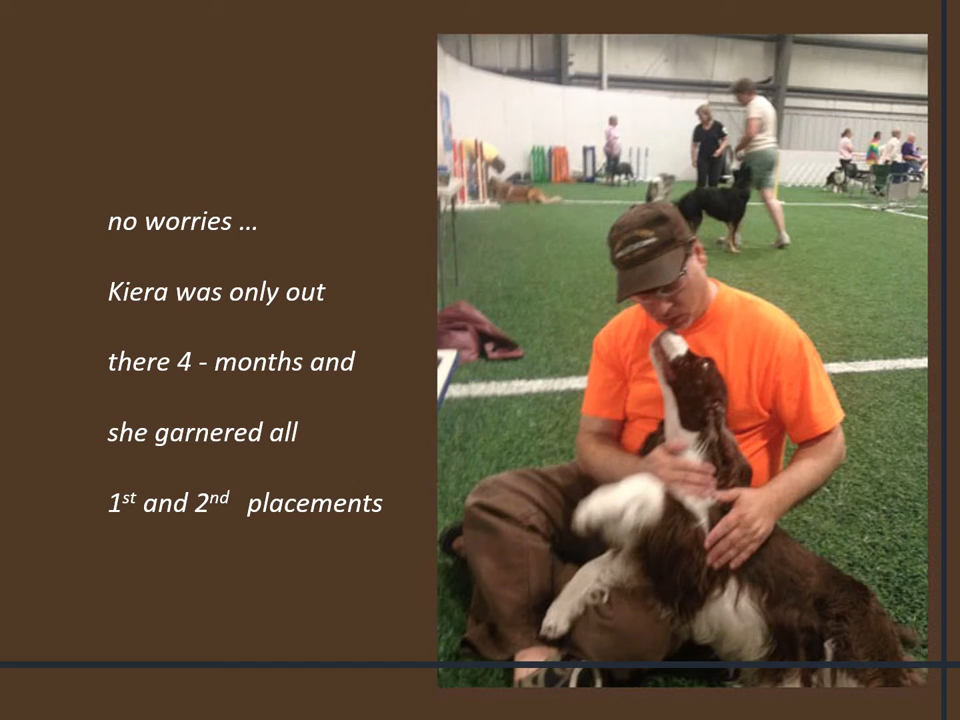 no worries …
Kiera was only out
there 4 - months and
she garnered all
1st and 2nd placements